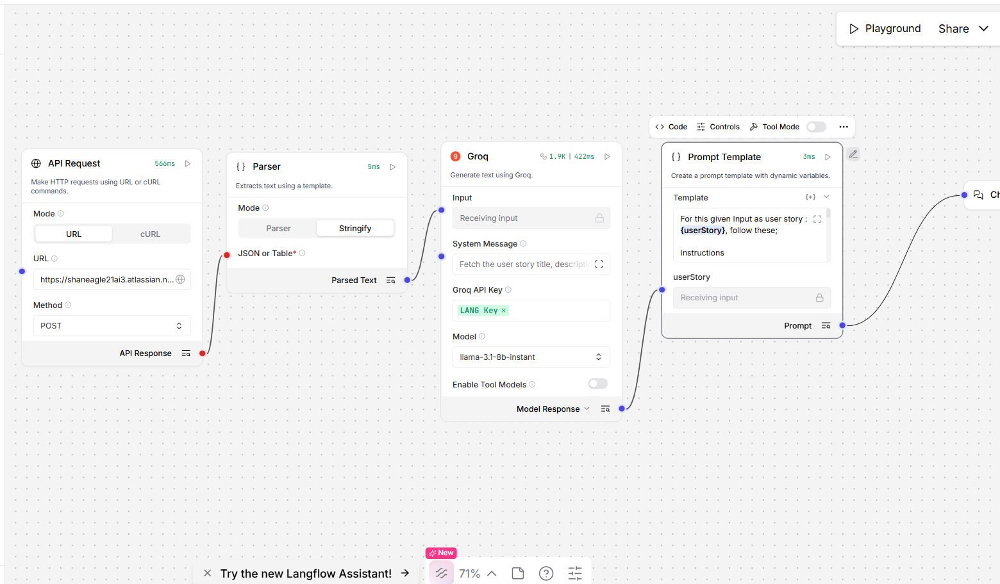 Playground
Share
Code
Controls
Tool Mode
API Request
566ms
Make HTTP requests using URL or cURL
commands.
Mode
URL
cURL
URL
https://shaneagle21ai3.atlassian.n...
Method
POST
API Response
Parser
5ms
Extracts text using a template.
Mode
Parser
Stringify
JSON or Table*
Parsed Text
Groq
1.9K | 422ms
Generate text using Groq.
Input
Receiving input
System Message
Fetch the user story title, descriptio
Groq API Key
LANG Key ×
Model
llama-3.1-8b-instant
Enable Tool Models
Model Response
{ } Prompt Template
3ms
Create a prompt template with dynamic variables.
Template
{+}
For this given Input as user story :
{userStory}, follow these;
Instructions
userStory
Receiving input
Prompt
Ch
New
Try the new Langflow Assistant!
71%